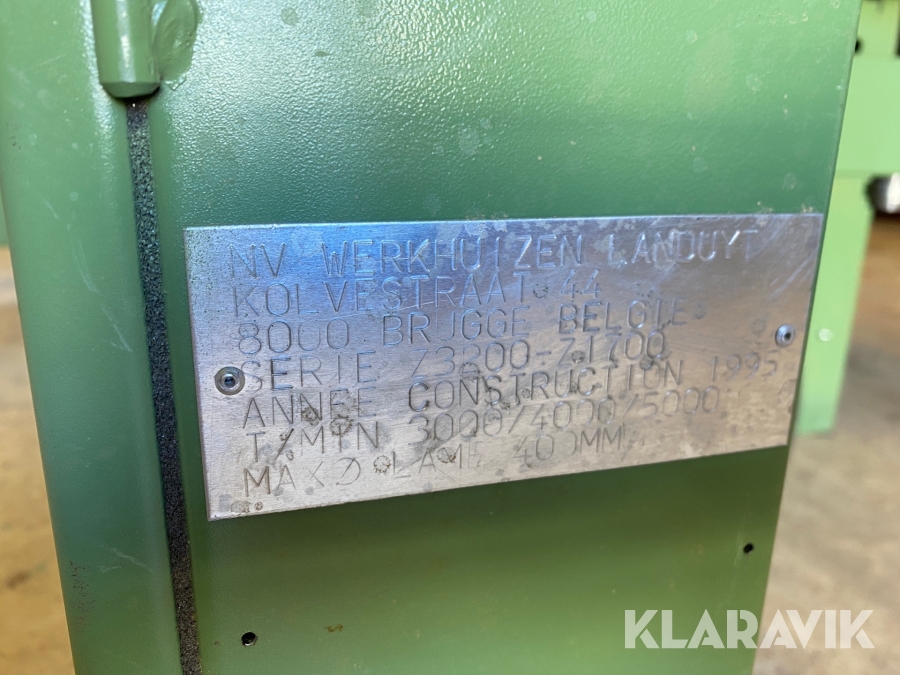 NV WERKHUIZEN LANDUYT
KOLVESTRAAT 44
8000 BRUGGE BELGIE
SERIE Z3200-Z1700
ANNEE CONSTRUCTION 1995
T/MIN 3000/4000/5000
MAX Ø LAME 400MM
KLARAVIK